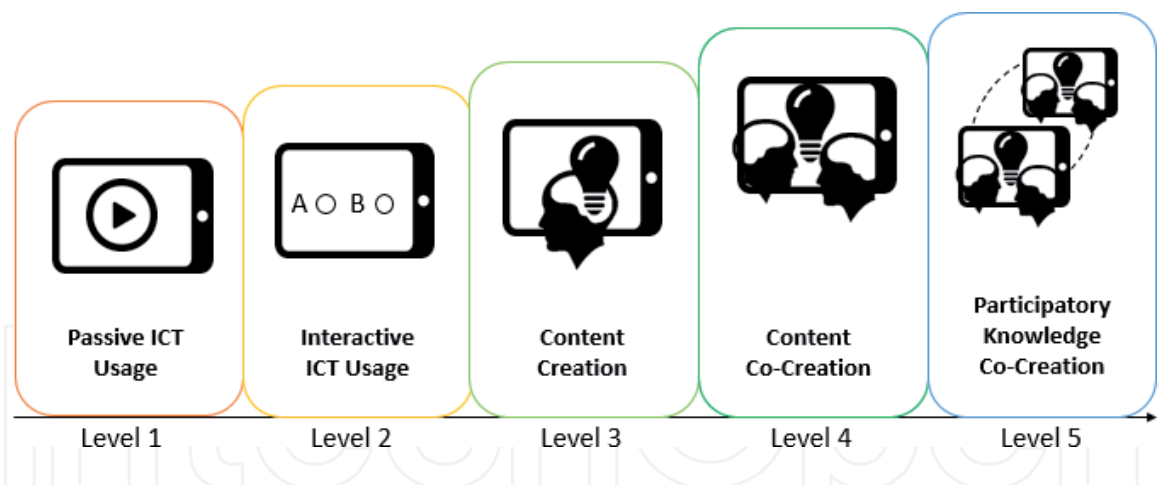 A B
Passive ICT
Usage
Interactive
ICT Usage
Content
Creation
Content
Co-Creation
Participatory
Knowledge
Co-Creation
Level 1
Level 2
Level 3
Level 4
Level 5
IntechOpen